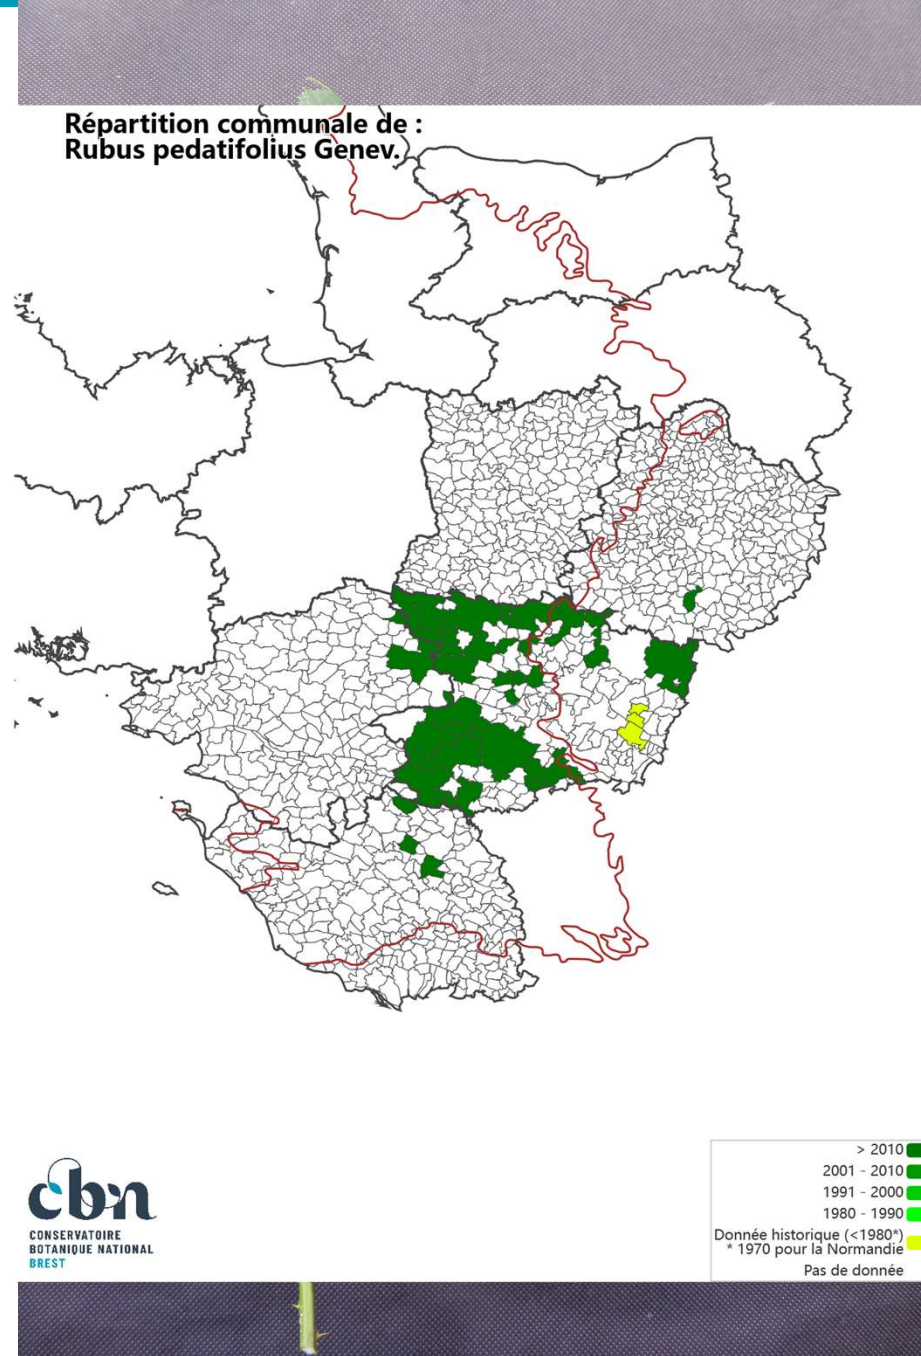 Répartition communale de :
Rubus pedatifolius Genev.
> 2010
2001 - 2010
1991 - 2000
1980 - 1990
Donnée historique (<1980*)
* 1970 pour la Normandie
Pas de donnée
cbn
CONSERVATOIRE
BOTANIQUE NATIONAL
BREST